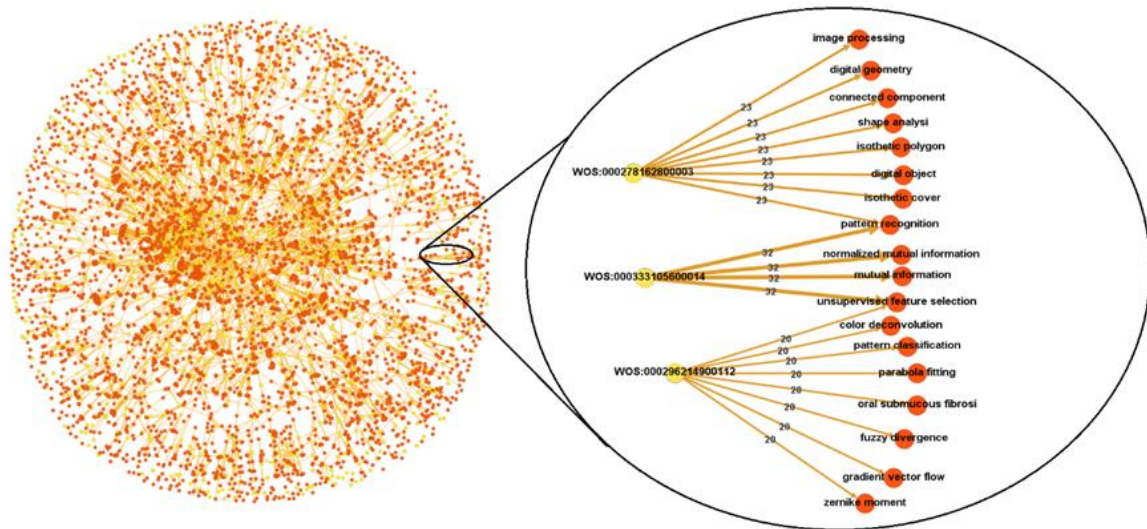 image processing
digital geometry
connected component
23
shape analysi
23
isothetic polygon
23
23
23
WOS:000278162800003
23
digital object
23
isothetic cover
23
pattern recognition
32
normalized mutual information
32
WOS:000333105600014
32
mutual information
32
unsupervised feature selection
color deconvolution
20
20
pattern classification
20
WOS:000296214900112
20
parabola fitting
20
oral submucous fibrosi
20
20
fuzzy divergence
20
gradient vector flow
zernike moment